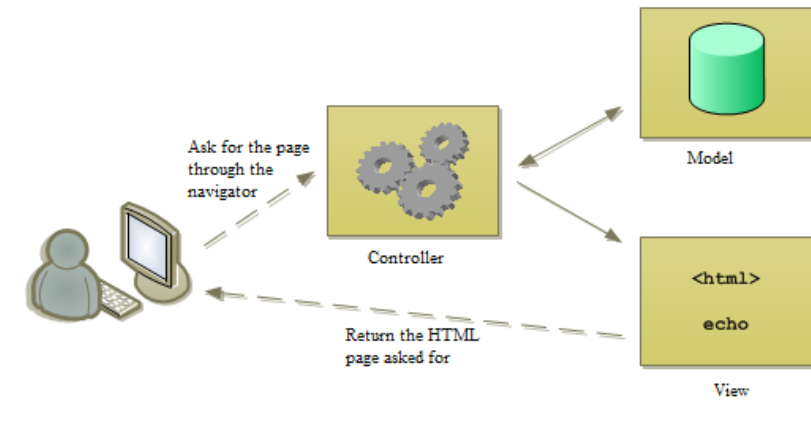 Ask for the page
through the
navigator
Controller
Model
<html>
echo
View
Return the HTML
page asked for